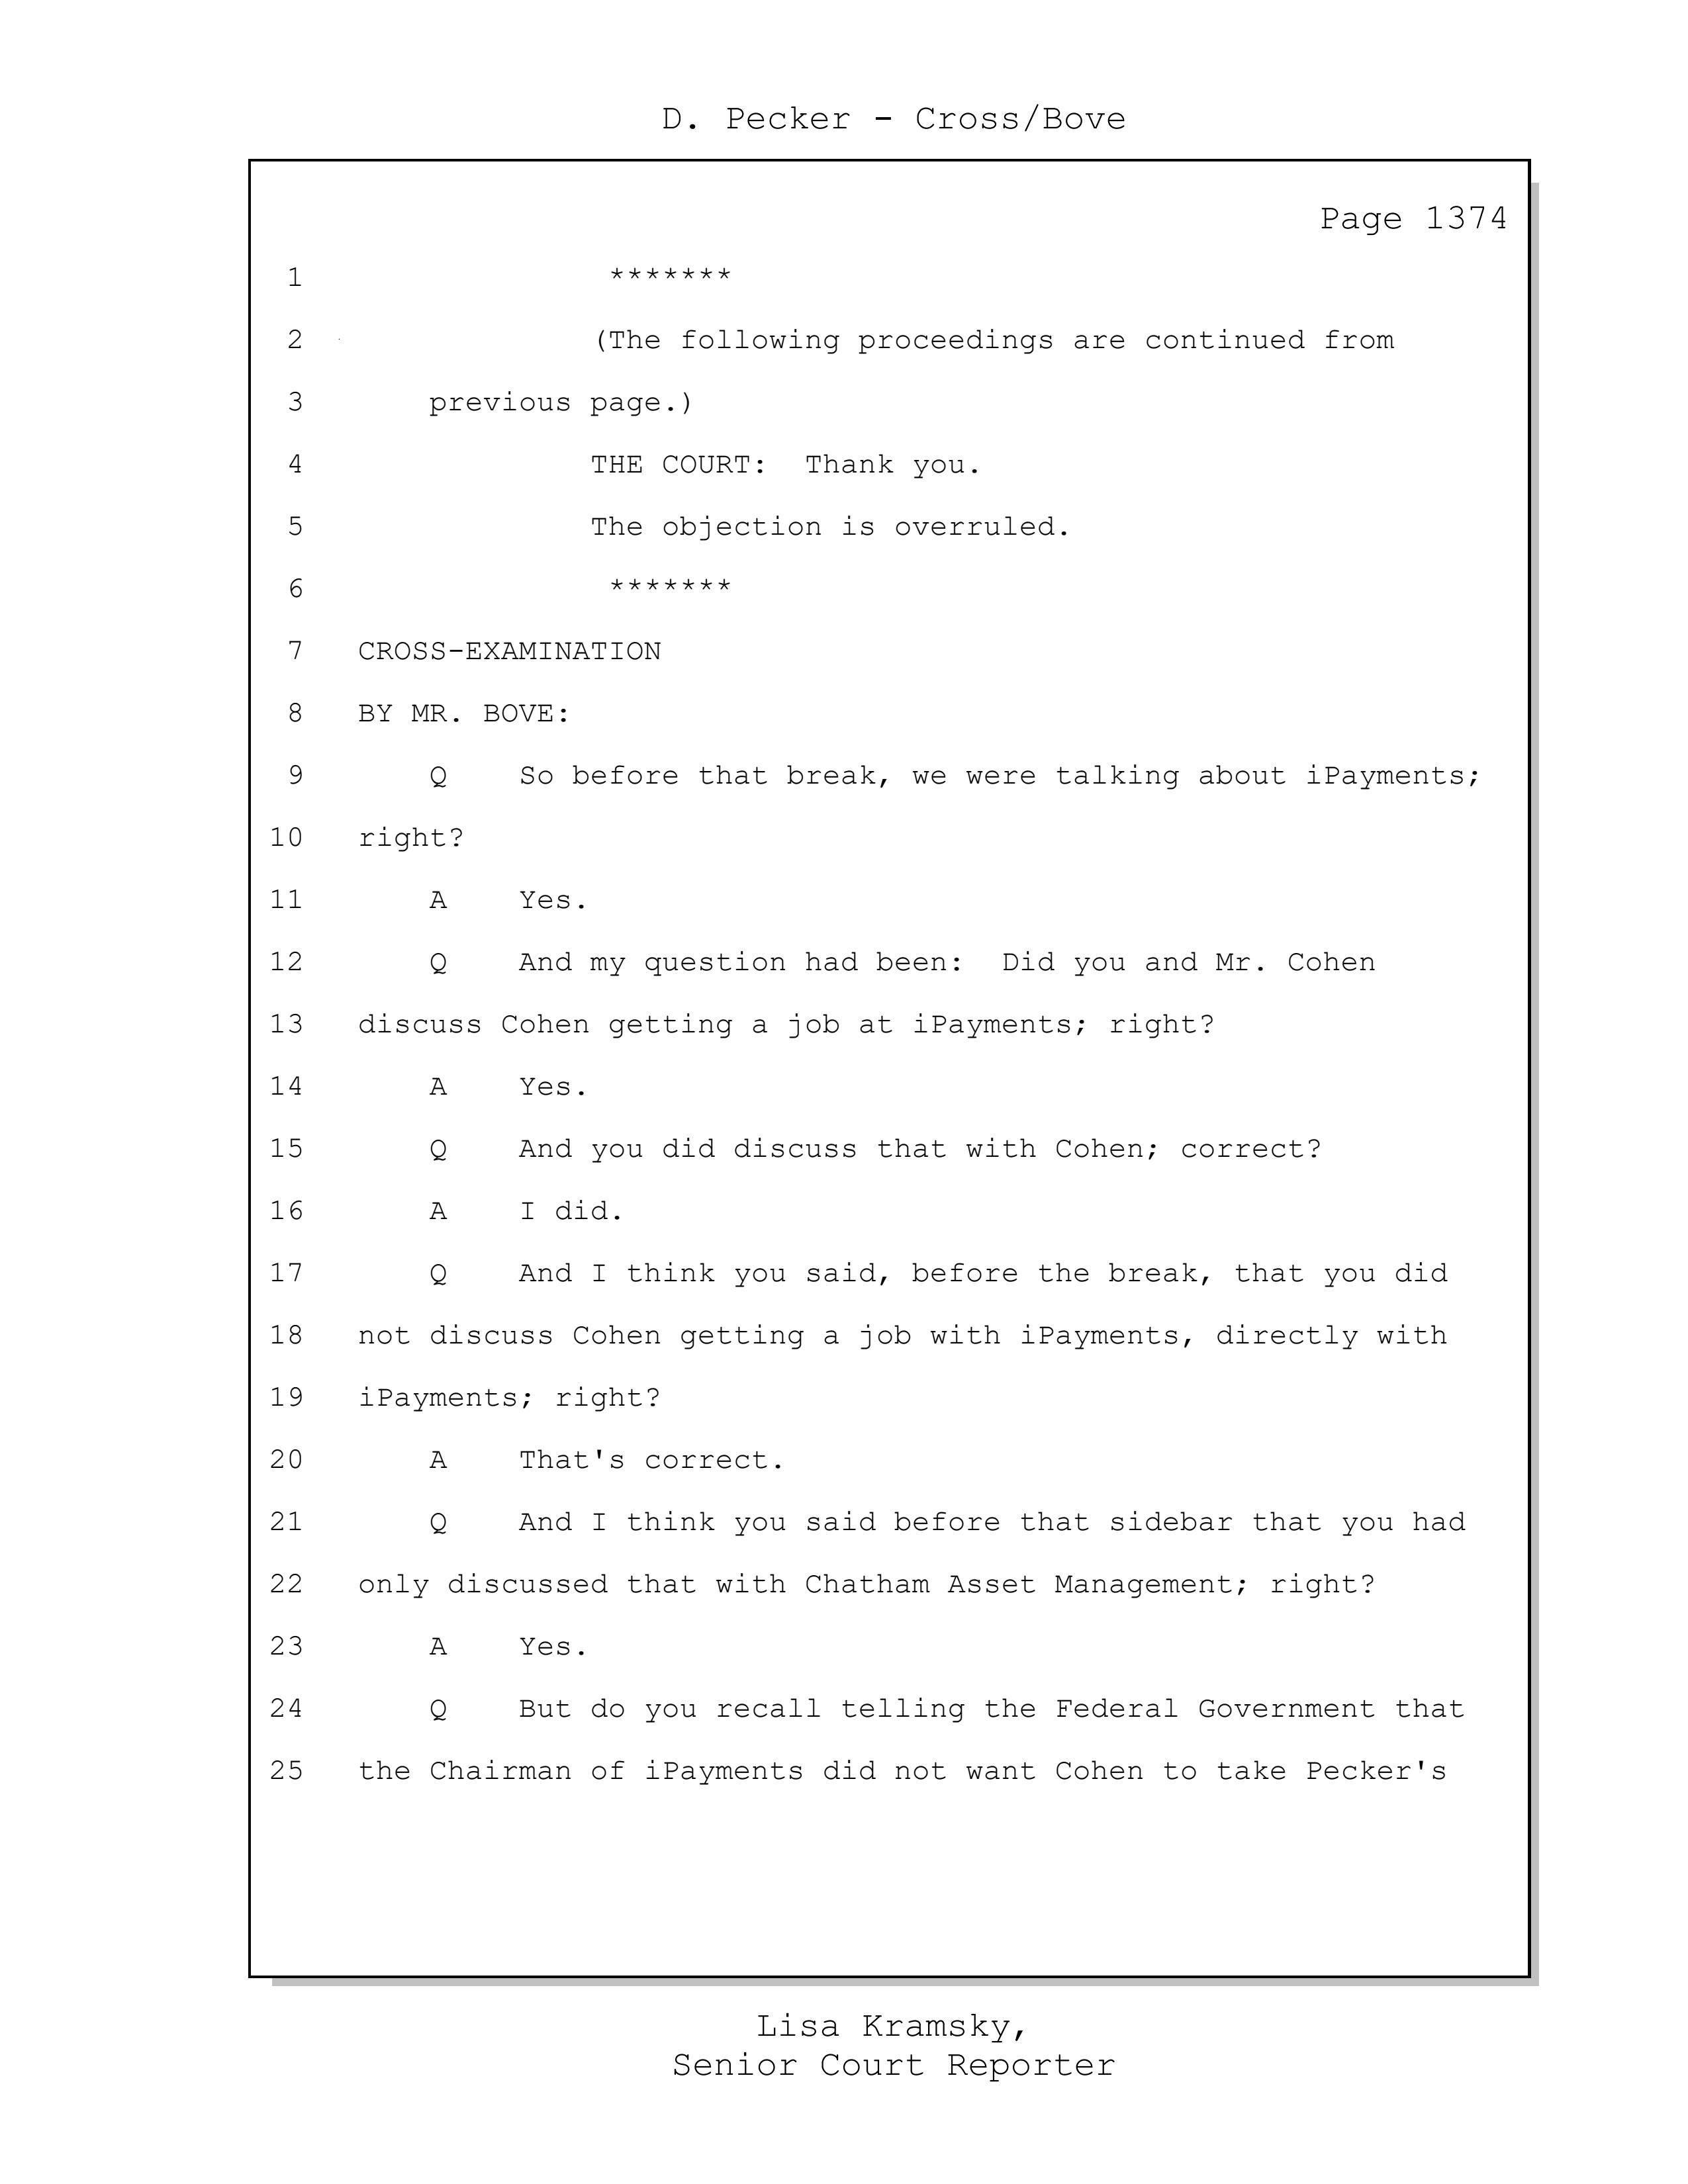 D. Pecker - Cross/Bove
Page 1374
1 *******
2 (The following proceedings are continued from
3 previous page.)
4 THE COURT: Thank you.
5 The objection is overruled.
6 *******
7 CROSS-EXAMINATION
8 BY MR. BOVE:
9 Q So before that break, we were talking about iPayments;
10 right?
11 A Yes.
12 Q And my question had been: Did you and Mr. Cohen
13 discuss Cohen getting a job at iPayments; right?
14 A Yes.
15 Q And you did discuss that with Cohen; correct?
16 A I did.
17 Q And I think you said, before the break, that you did
18 not discuss Cohen getting a job with iPayments, directly with
19 iPayments; right?
20 A That's correct.
21 Q And I think you said before that sidebar that you had
22 only discussed that with Chatham Asset Management; right?
23 A Yes.
24 Q But do you recall telling the Federal Government that
25 the Chairman of iPayments did not want Cohen to take Pecker's
Lisa Kramsky,
Senior Court Reporter